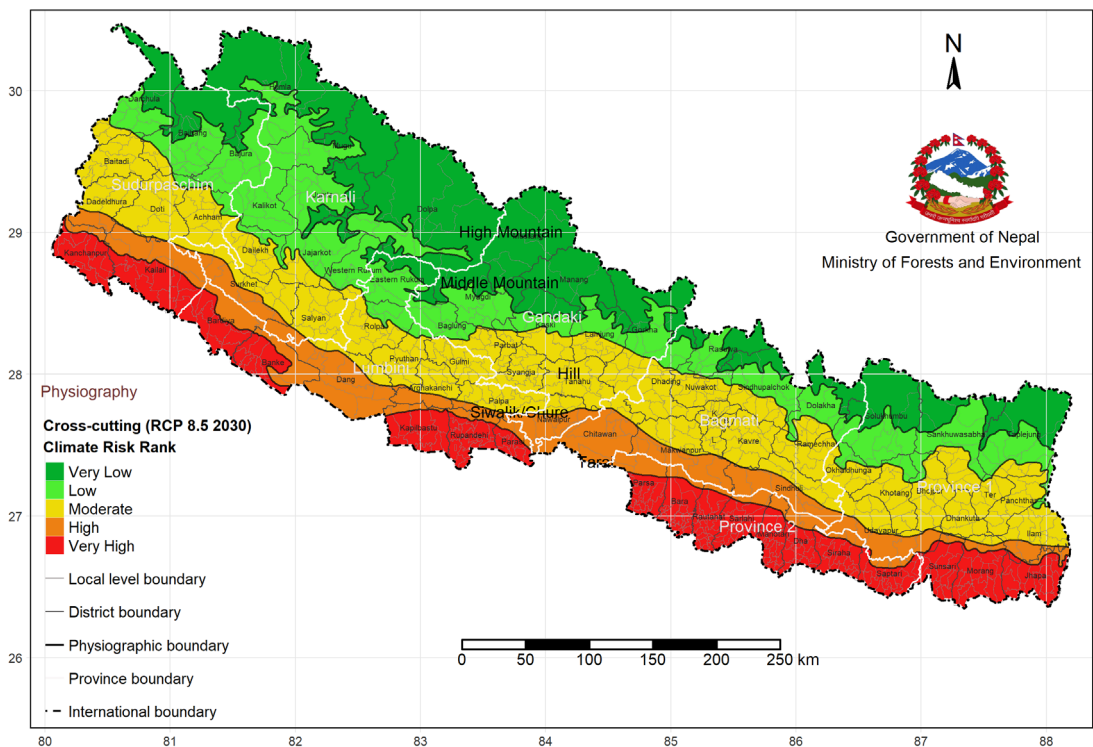 N
Government of Nepal
Ministry of Forests and Environment
30
29
28
27
26
80
81
82
83
84
85
86
87
88
Darchula
Humla
Bajhang
Bajura
Mugu
Baitadi
Sudurpaschim
Karnali
Dadeldhura
Doti
Achham
Kalikot
Dolpa
High Mountain
Kanchanpur
Kailali
Dailekh
Jajarkot
Western Rukum
Eastern Rukum
Middle Mountain
Manang
Surkhet
Myagdi
Salyan
Rolpa
Baglung
Gandaki
Kaski
Lamjung
Gorkha
Bardiya
Parbat
Rasuwa
Banke
Pyuthan
Gulmi
Lumbini
Syangja
Hill
Tanahu
Dhading
Nuwakot
Sindhupalchok
Dang
Arghakanchi
Palpa
Dolakha
Solukhumbu
Siwalik/Chure
Nawalpur
Chitawan
Bagmati
Kavre
Ramechhap
Sankhuwasabha
Taplejung
Kapilbastu
Rupandehi
Parasi
Makwanpur
Okhaldhunga
Tarai
Sindhuli
Khotang
Province 1
Ter
Panchthar
Parsa
Bara
Rautahat
Sarlahi
Province 2
Mahottari
Dha
Siraha
Saptari
Udayapur
Dhankuta
Ilam
Sunsari
Morang
Jhapa
Physiography
Cross-cutting (RCP 8.5 2030)
Climate Risk Rank
Very Low
Low
Moderate
High
Very High
Local level boundary
District boundary
Physiographic boundary
Province boundary
International boundary
0 50 100 150 200 250 km